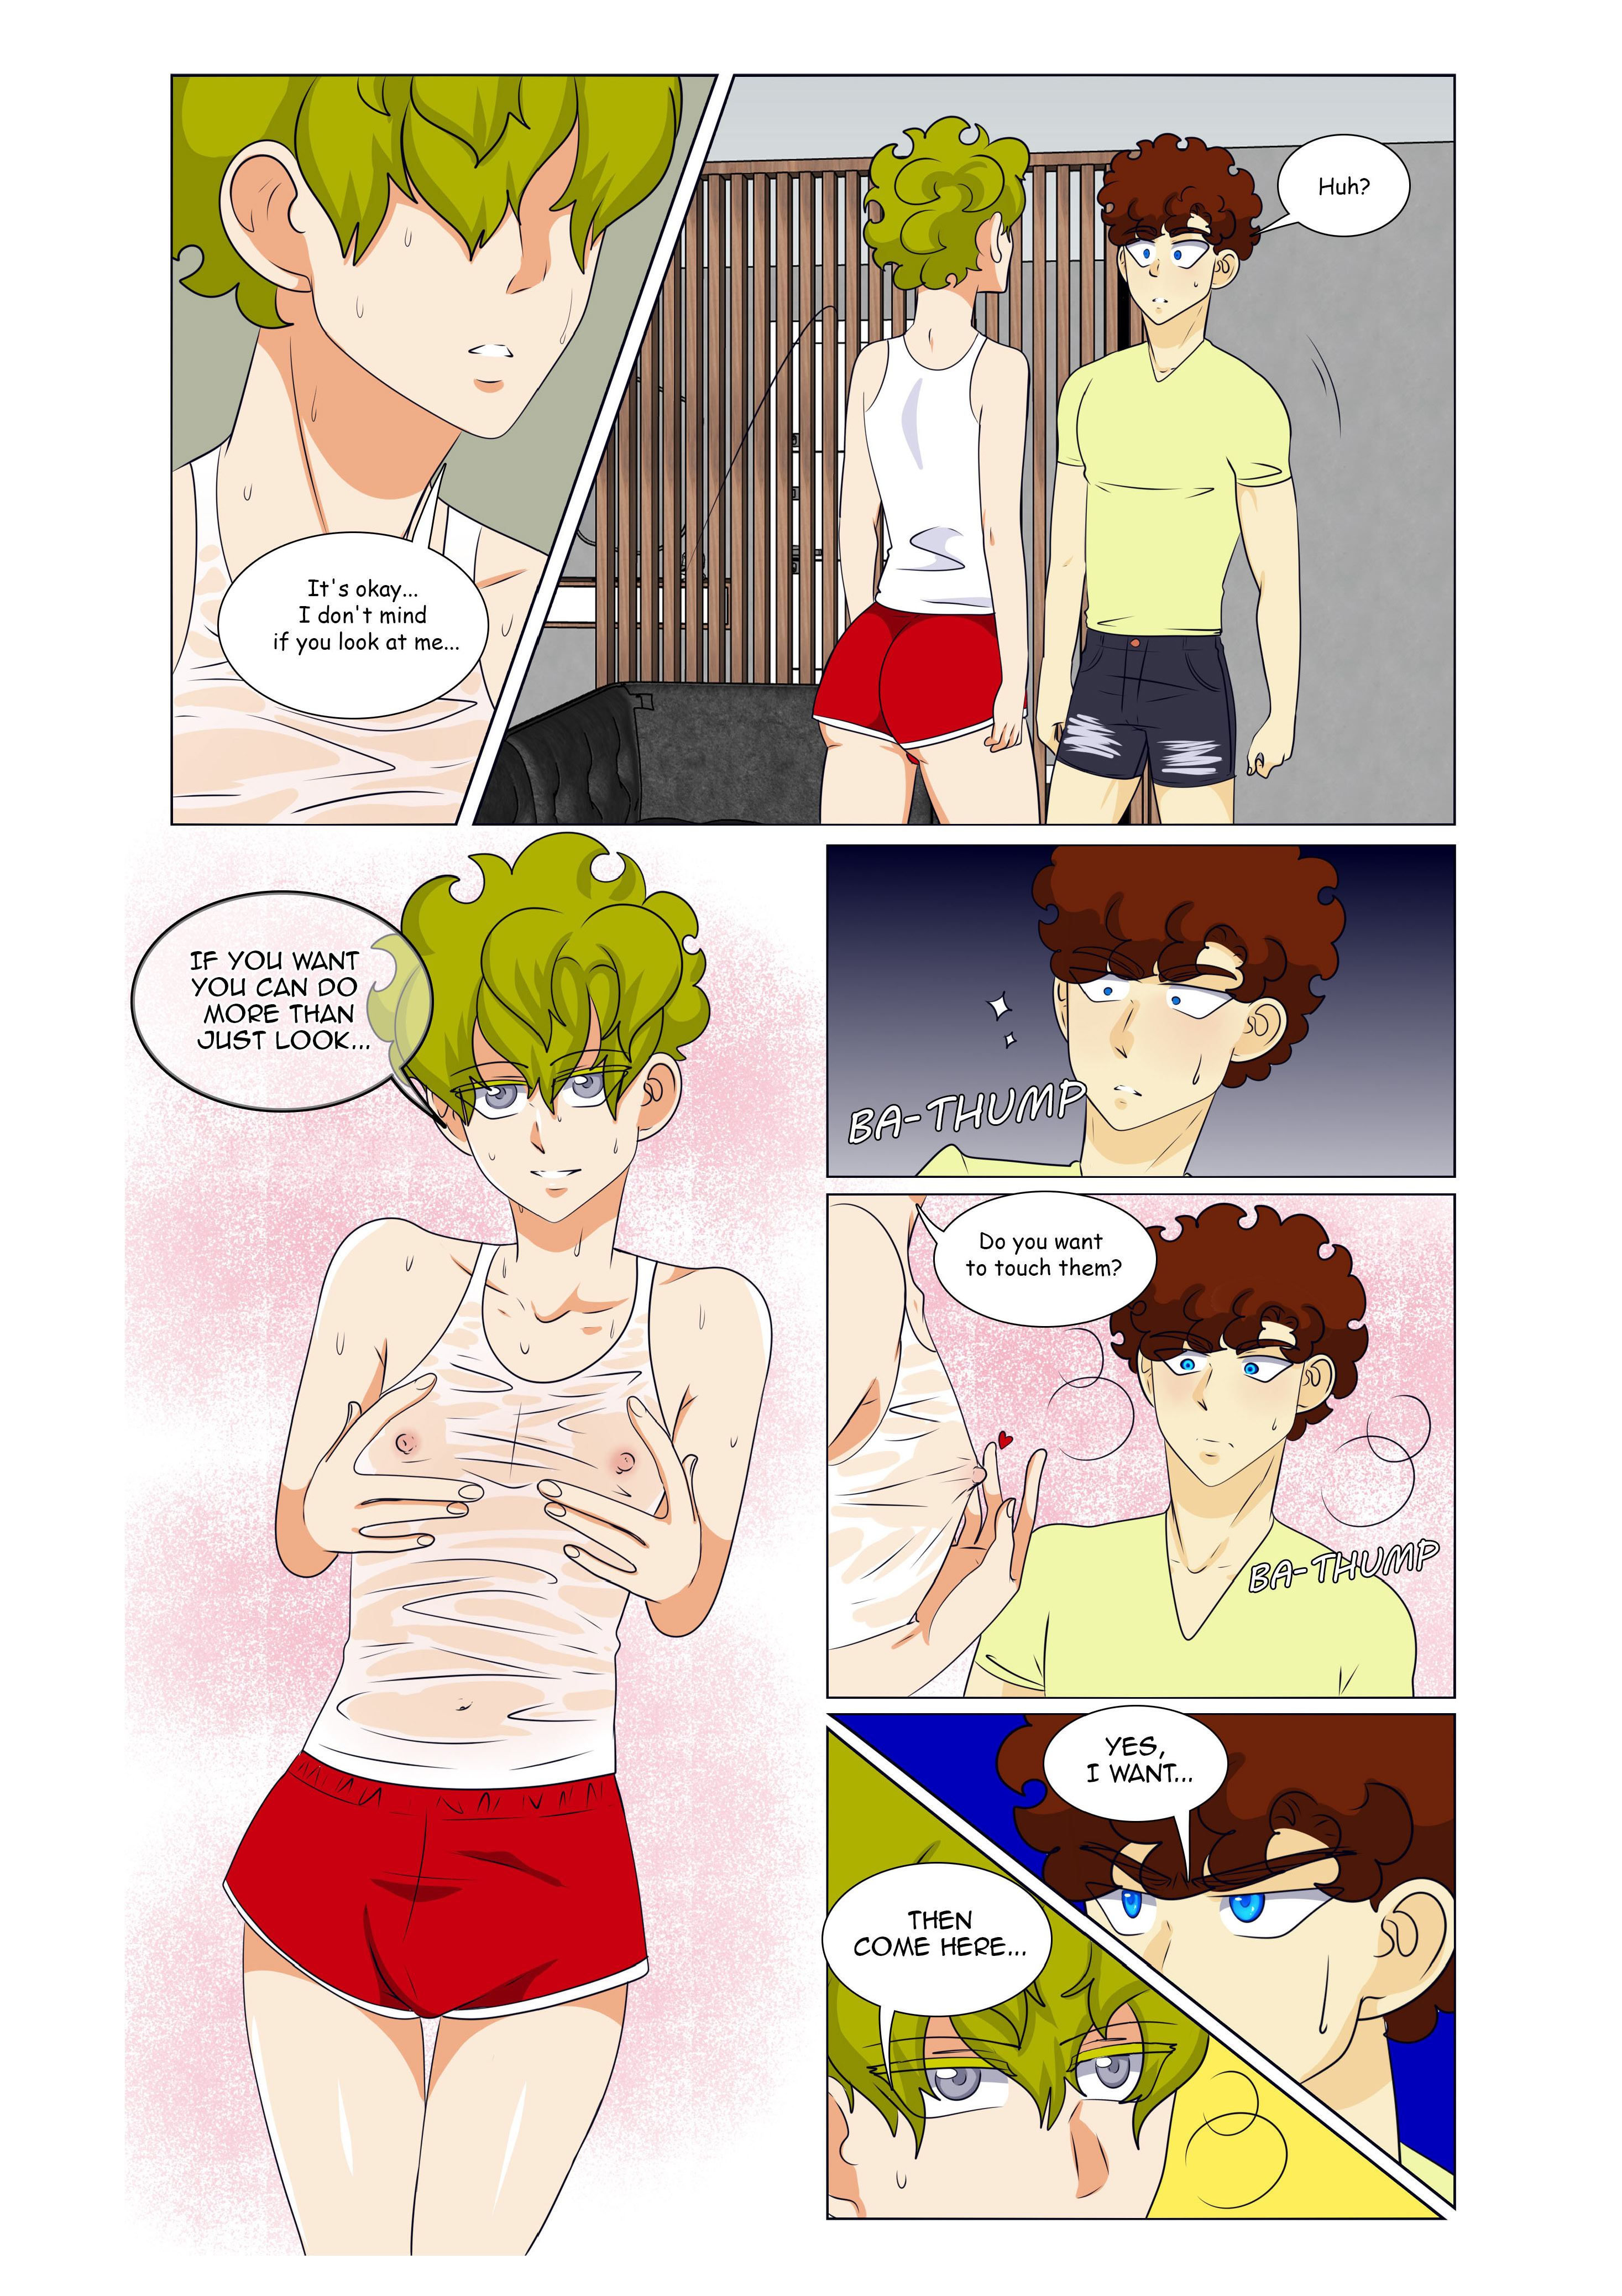 It's okay...
I don't mind
if you look at me...
Huh?
IF YOU WANT
YOU CAN DO
MORE THAN
JUST LOOK...
BA-THUMP
Do you want
to touch them?
BA-THUMP
YES,
I WANT...
THEN
COME HERE...